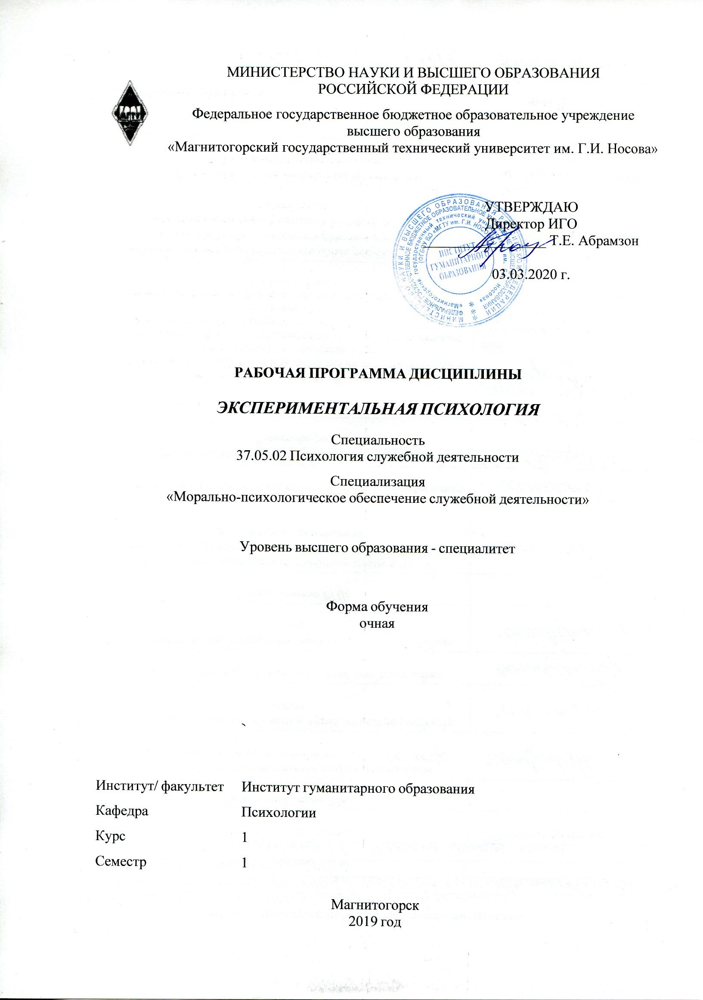 МИНИСТЕРСТВО НАУКИ И ВЫСШЕГО ОБРАЗОВАНИЯ
РОССИЙСКОЙ ФЕДЕРАЦИИ
Федеральное государственное бюджетное образовательное учреждение
высшего образования
«Магнитогорский государственный технический университет им. Г.И. Носова»
УТВЕРЖДАЮ
Директор ИГО
Т.Е. Абрамзон
03.03.2020 г.
ИНСТИТУТ
ГУМАНИТАРНОГО
ОБРАЗОВАНИЯ
РАБОЧАЯ ПРОГРАММА ДИСЦИПЛИНЫ
ЭКСПЕРИМЕНТАЛЬНАЯ ПСИХОЛОГИЯ
Специальность
37.05.02 Психология служебной деятельности
Специализация
«Морально-психологическое обеспечение служебной деятельности»
Уровень высшего образования - специалитет
Форма обучения
очная
Институт/ факультет Институт гуманитарного образования
Кафедра Психологии
Курс 1
Семестр 1
Магнитогорск
2019 год